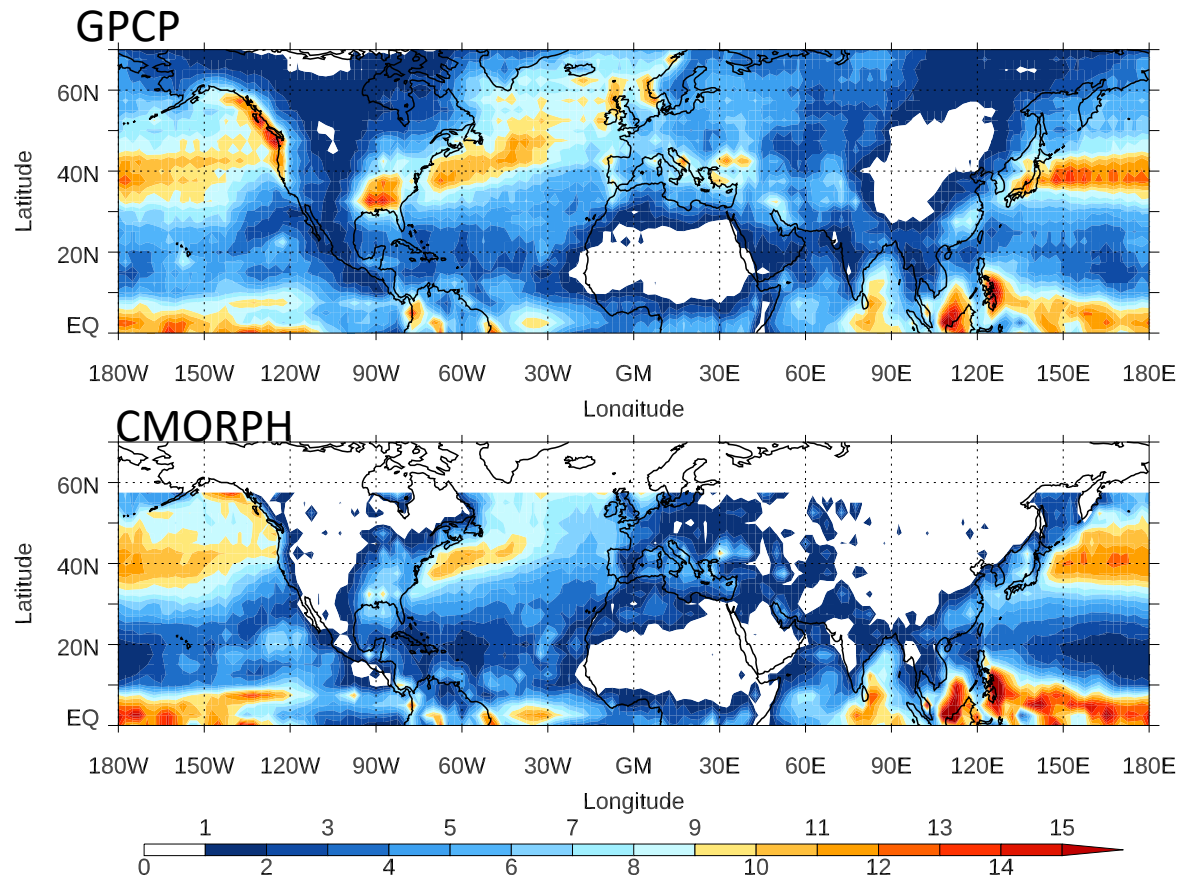 GPCP
60N
40N
20N
EQ
Latitude
180W 150W 120W 90W 60W 30W GM 30E 60E 90E 120E 150E 180E
Longitude
CMORPH
60N
40N
20N
EQ
Latitude
180W 150W 120W 90W 60W 30W GM 30E 60E 90E 120E 150E 180E
Longitude
1 3 5 7 9 11 13 15
0 2 4 6 8 10 12 14